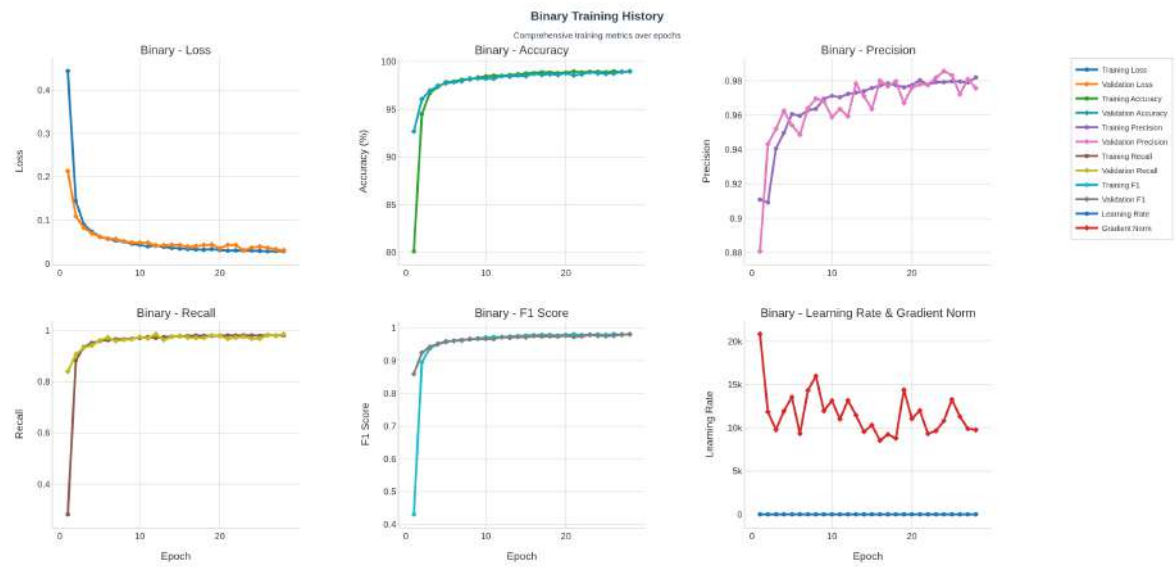 Binary Training History
Comprehensive training metrics over epochs
Binary - Loss
Binary - Accuracy
Binary - Precision
Loss
0.4
0.3
0.2
0.1
0
0
10
20
Accuracy (%)
100
95
90
85
80
0
10
20
Precision
0.98
0.96
0.94
0.92
0.9
0.88
0
10
20
Training Loss
Validation Loss
Training Accuracy
Validation Accuracy
Training Precision
Validation Precision
Training Recall
Validation Recall
Training F1
Validation F1
Learning Rate
Gradient Norm
Binary - Recall
Binary - F1 Score
Binary - Learning Rate & Gradient Norm
Recall
1
0.8
0.6
0.4
0
10
20
Epoch
F1 Score
1
0.9
0.8
0.7
0.6
0.5
0.4
0
10
20
Epoch
Learning Rate
20k
15k
10k
5k
0
0
10
20
Epoch